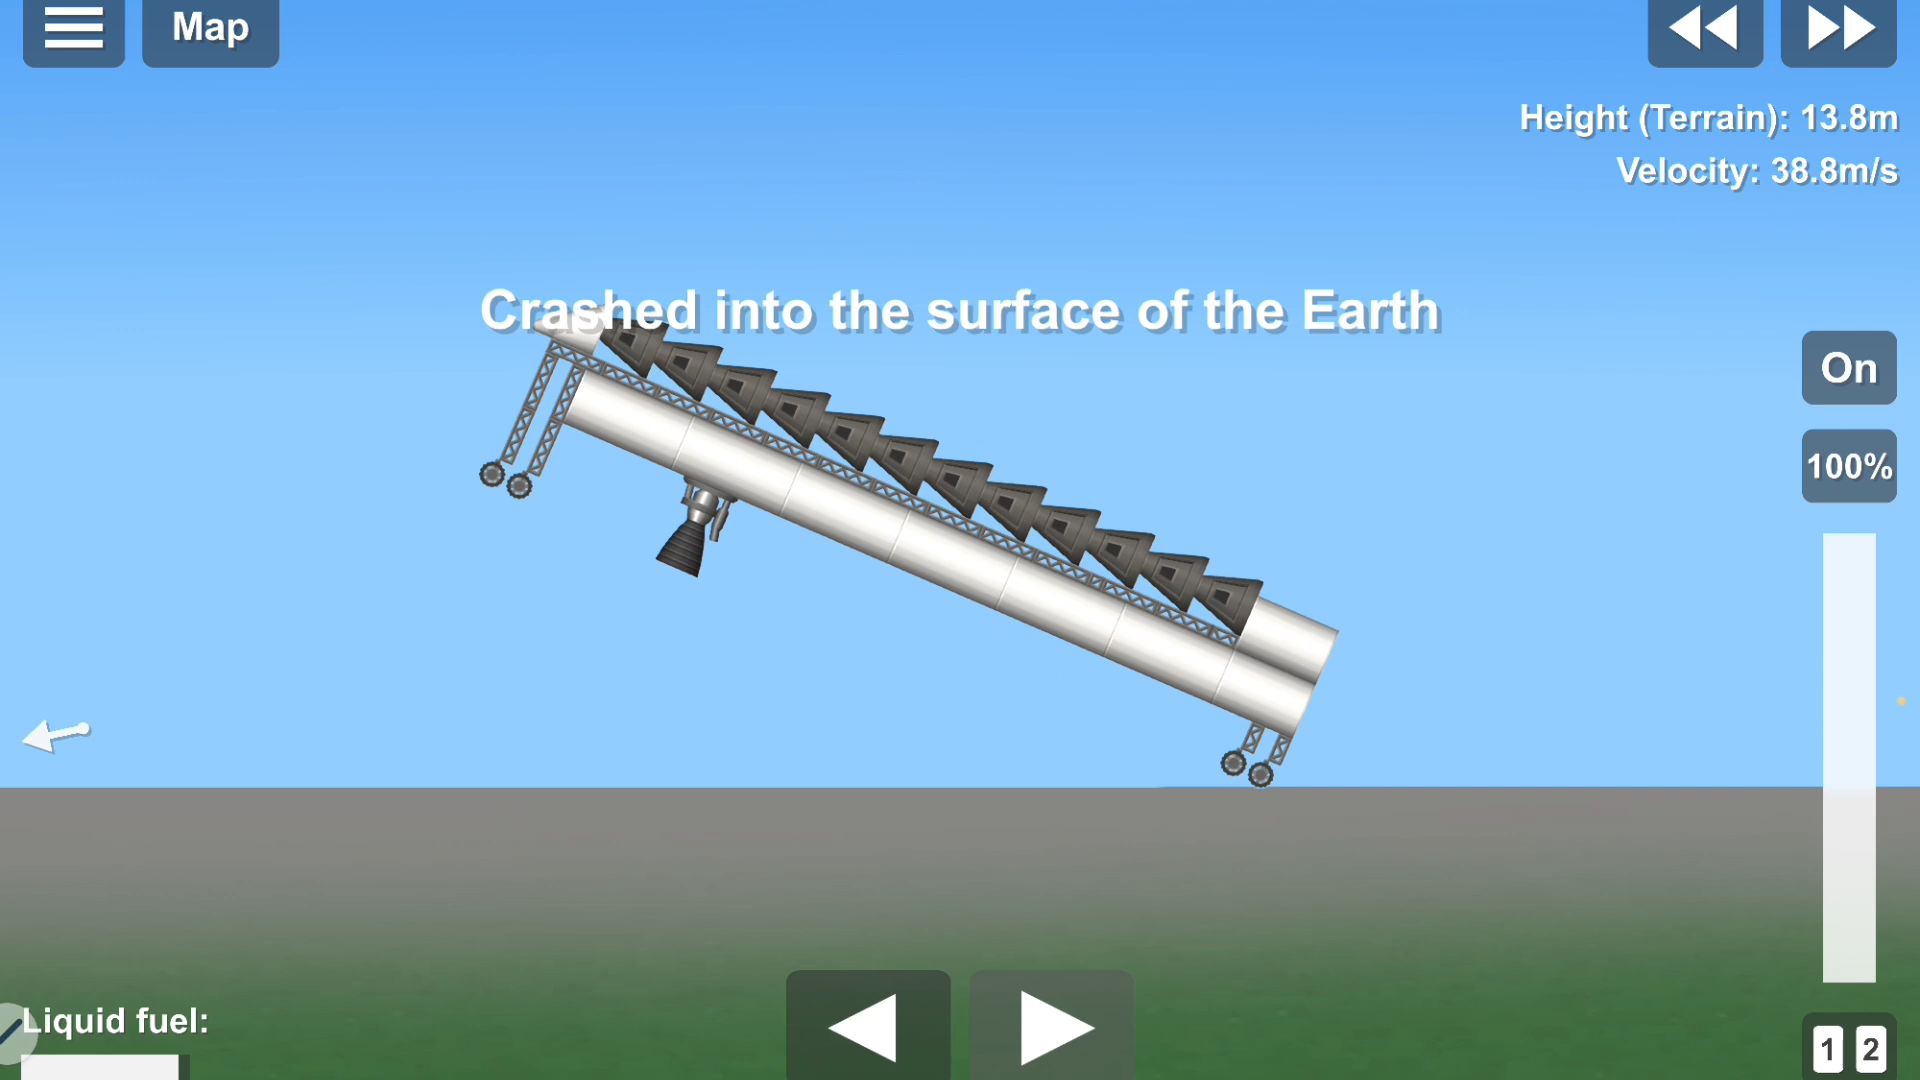 Map
Height (Terrain): 13.8m
Velocity: 38.8m/s
Crashed into the surface of the Earth
On
100%
Liquid fuel:
1 2